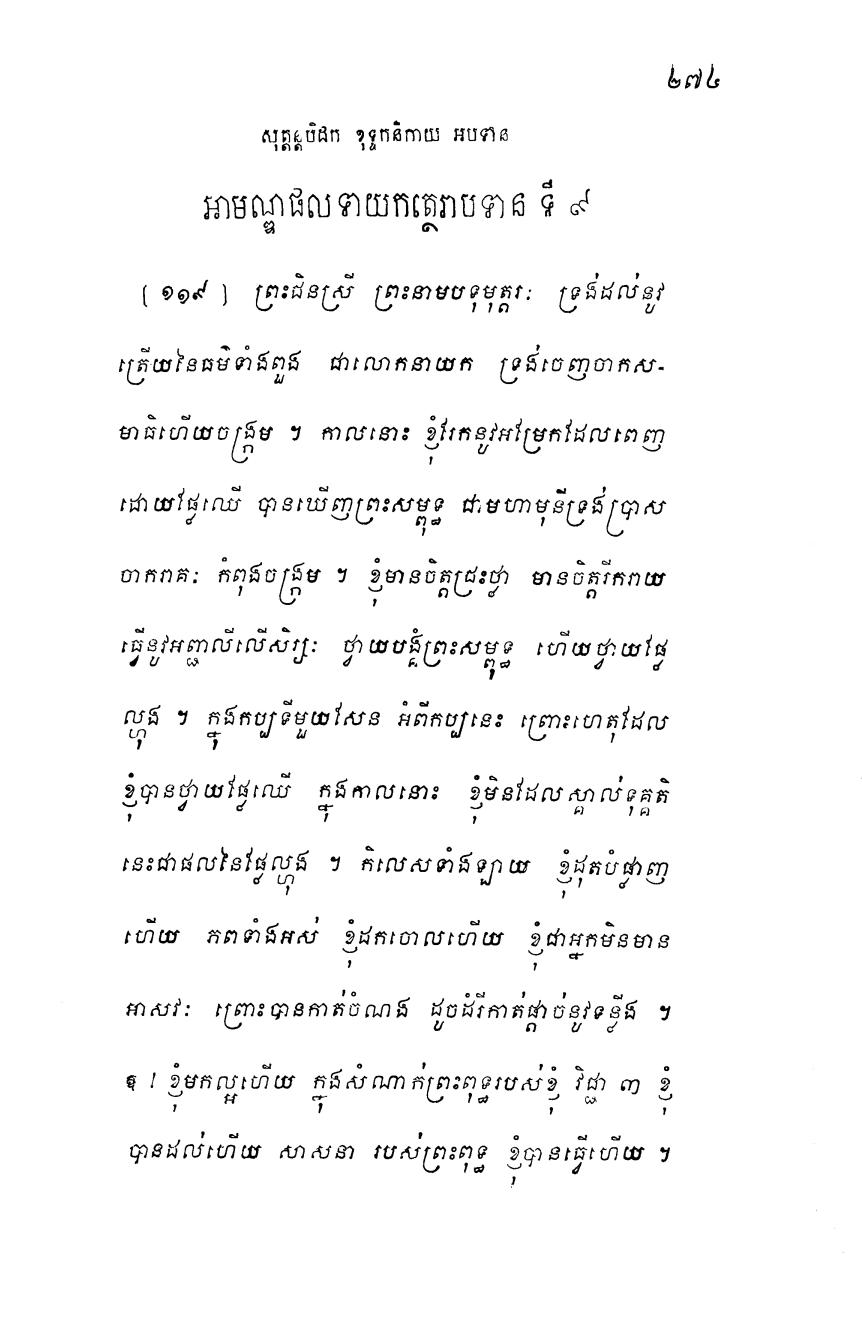 ២៧៤
សុត្តន្តបិដក ខុទ្ទកនិកាយ អបទាន
អាមណ្ឌផលទាយកត្ថេរាបទាន ទី ៩
[ ១១៩ ] ព្រះជិនស្រី ព្រះនាមបទុមុត្តរៈ ទ្រង់ដល់នូវ
ត្រើយនៃធម៌ទាំងពួង ជាលោកនាយក ទ្រង់ចេញចាកស-
មាធិហើយចង្ក្រម ។ កាលនោះ ខ្ញុំរែកនូវអម្រែកដែលពេញ
ដោយផ្លែឈើ បានឃើញព្រះសម្ពុទ្ធ ជាមហាមុនីទ្រង់ប្រាស
ចាករាគៈ កំពុងចង្ក្រម ។ ខ្ញុំមានចិត្តជ្រះថ្លា មានចិត្តរីករាយ
ធ្វើនូវអញ្ជលីលើសិរ្សៈ ថ្វាយបង្គំព្រះសម្ពុទ្ធ ហើយថ្វាយផ្លែ
ល្ហុង ។ ក្នុងកប្បទីមួយសែន អំពីកប្បនេះ ព្រោះហេតុដែល
ខ្ញុំបានថ្វាយផ្លែឈើ ក្នុងកាលនោះ ខ្ញុំមិនដែលស្គាល់ទុគ្គតិ
នេះជាផលនៃផ្លែល្ហុង ។ កិលេសទាំងឡាយ ខ្ញុំដុតបំផ្លាញ
ហើយ ភពទាំងអស់ ខ្ញុំដកចោលហើយ ខ្ញុំជាអ្នកមិនមាន
អាសវៈ ព្រោះបានកាត់ចំណង ដូចដំរីកាត់ផ្តាច់នូវទន្លីង ។
ឱ ! ខ្ញុំមកល្អហើយ ក្នុងសំណាក់ព្រះពុទ្ធរបស់ខ្ញុំ វិជ្ជា ៣ ខ្ញុំ
បានដល់ហើយ សាសនា របស់ព្រះពុទ្ធ ខ្ញុំបានធ្វើហើយ ។